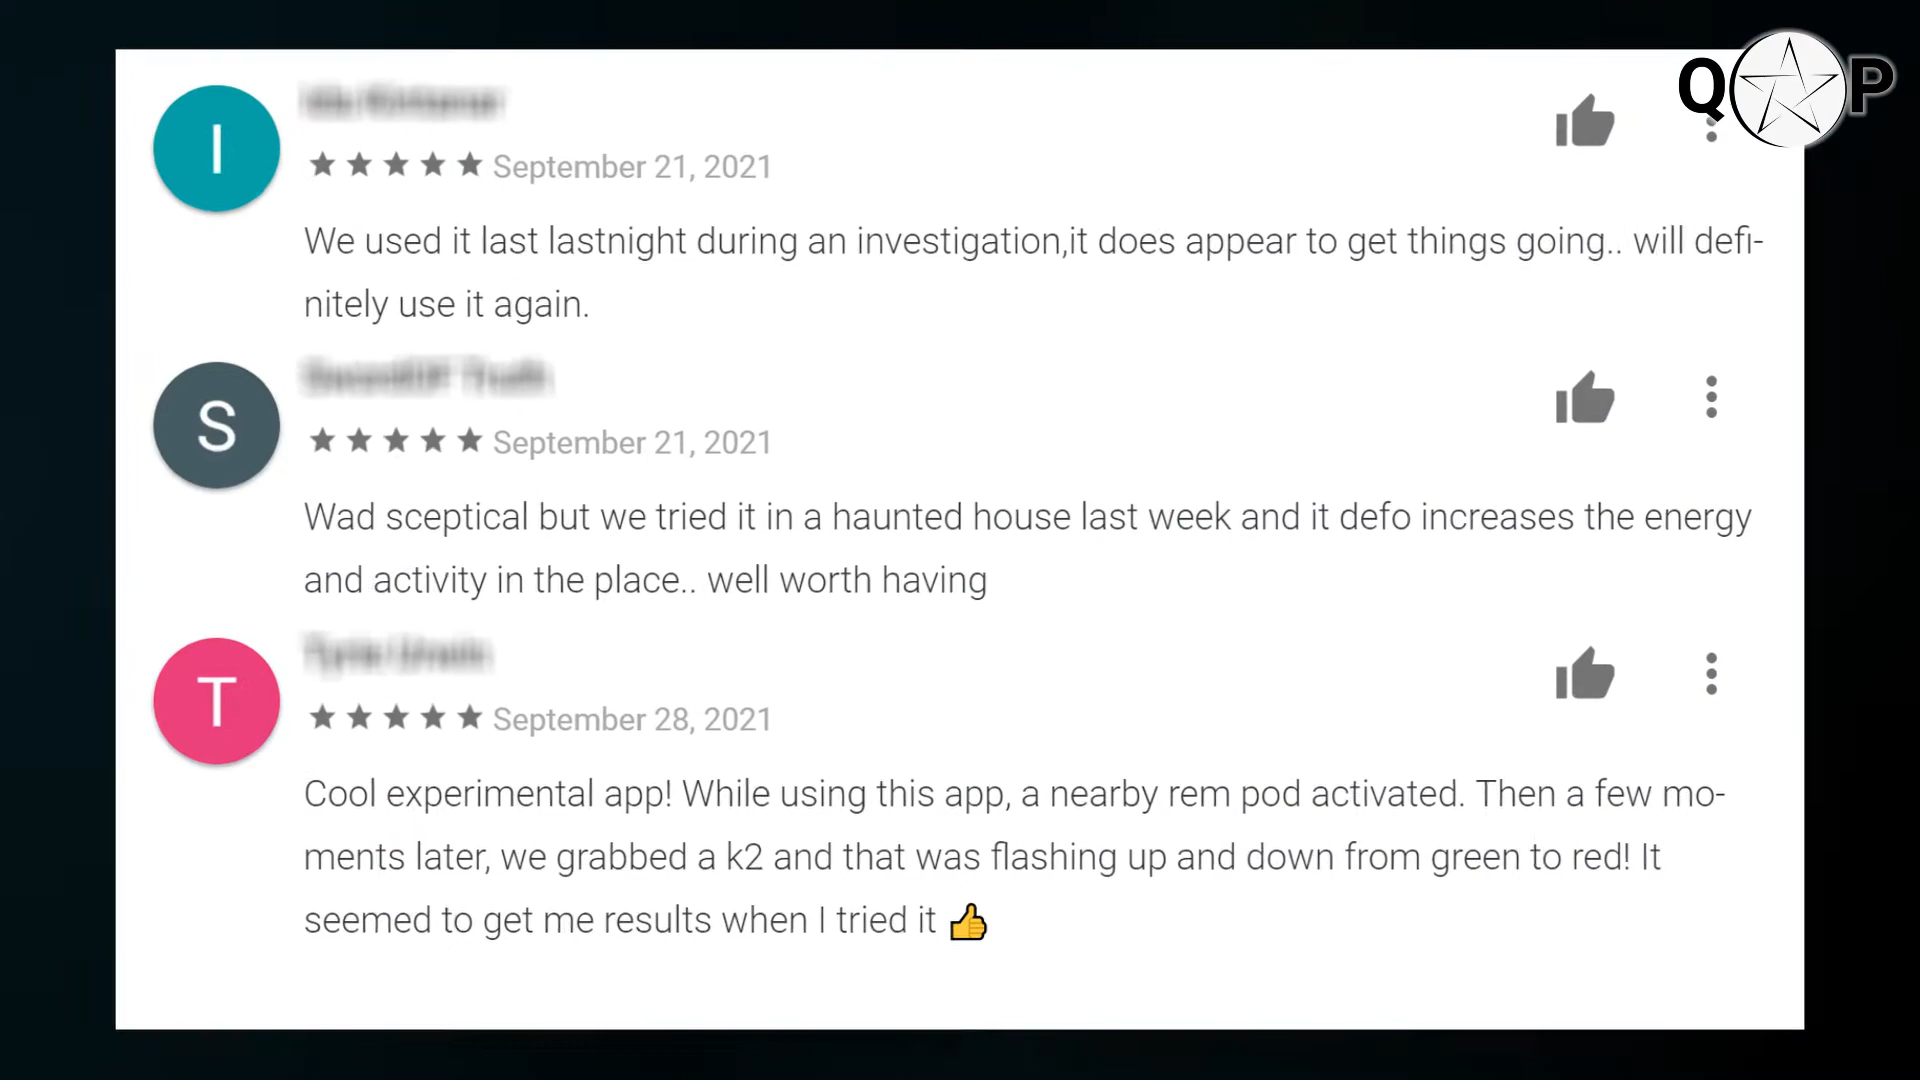 Q P
I
September 21, 2021
We used it last lastnight during an investigation,it does appear to get things going.. will defi-
nitely use it again.
S
September 21, 2021
Wad sceptical but we tried it in a haunted house last week and it defo increases the energy
and activity in the place.. well worth having
T
September 28, 2021
Cool experimental app! While using this app, a nearby rem pod activated. Then a few mo-
ments later, we grabbed a k2 and that was flashing up and down from green to red! It
seemed to get me results when I tried it 👍